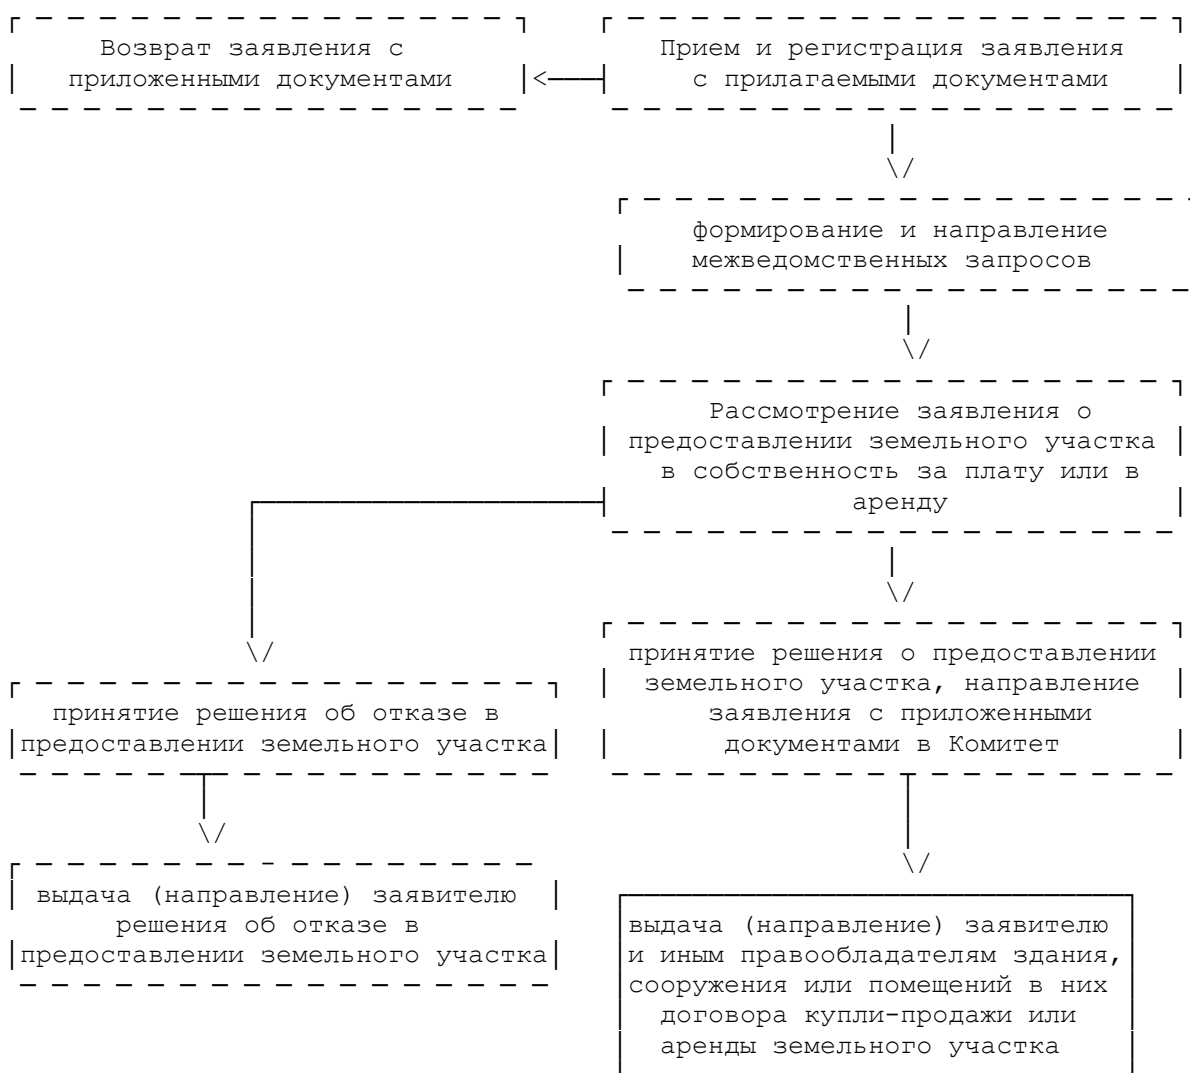 Возврат заявления с
приложенными документами
Прием и регистрация заявления
с прилагаемыми документами
формирование и направление
межведомственных запросов
Рассмотрение заявления о
предоставлении земельного участка
в собственность за плату или в
аренду
принятие решения о предоставлении
земельного участка, направление
заявления с приложенными
документами в Комитет
принятие решения об отказе в
предоставлении земельного участка
выдача (направление) заявителю
решения об отказе в
предоставлении земельного участка
выдача (направление) заявителю
и иным правообладателям здания,
сооружения или помещений в них
договора купли-продажи или
аренды земельного участка